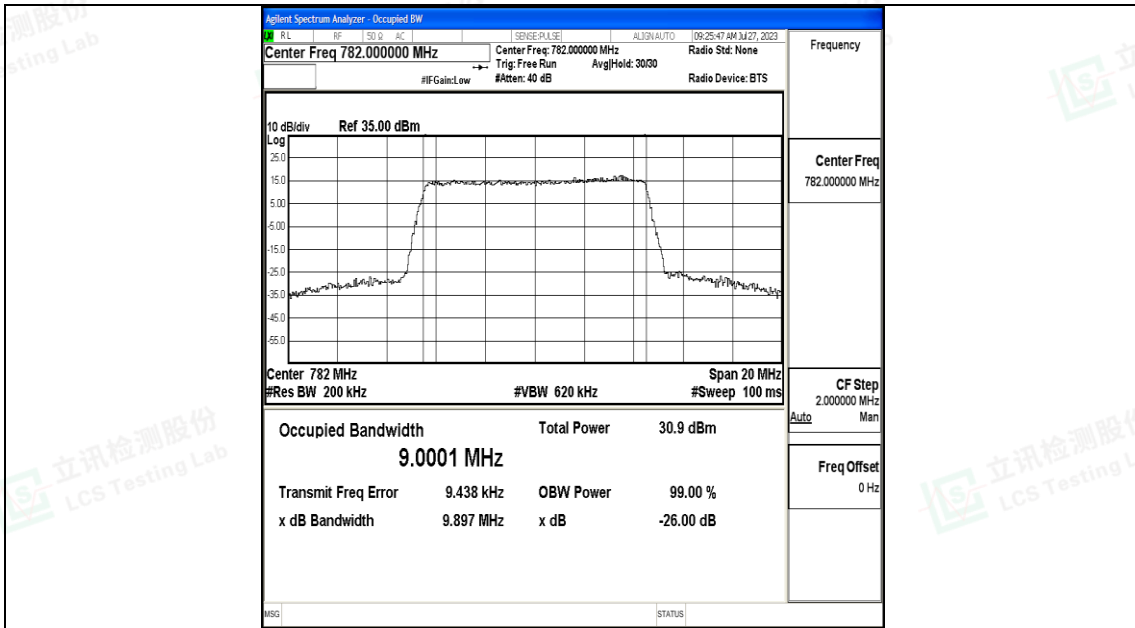 Agilent Spectrum Analyzer - Occupied BW
RL RF 50 Ω AC SENSE:PULSE ALIGN AUTO 09:25:47 AM Jul 27, 2023
Center Freq 782.000000 MHz
Center Freq: 782.000000 MHz Radio Std: None
Trig: Free Run Avg|Hold: 30/30
#IFGain:Low #Atten: 40 dB Radio Device: BTS
Frequency
10 dB/div Ref 35.00 dBm
Log
25.0
15.0
5.00
-5.00
-15.0
-25.0
-35.0
-45.0
-55.0
Center 782 MHz Span 20 MHz
#Res BW 200 kHz #VBW 620 kHz #Sweep 100 ms
Center Freq
782.000000 MHz
CF Step
2.000000 MHz
Auto Man
Freq Offset
0 Hz
Occupied Bandwidth Total Power 30.9 dBm
9.0001 MHz
Transmit Freq Error 9.438 kHz OBW Power 99.00 %
x dB Bandwidth 9.897 MHz x dB -26.00 dB
MSG STATUS
立讯检测股份
LCS Testing Lab
立讯检测股份
LCS Testing L
测股份
esting Lab
立